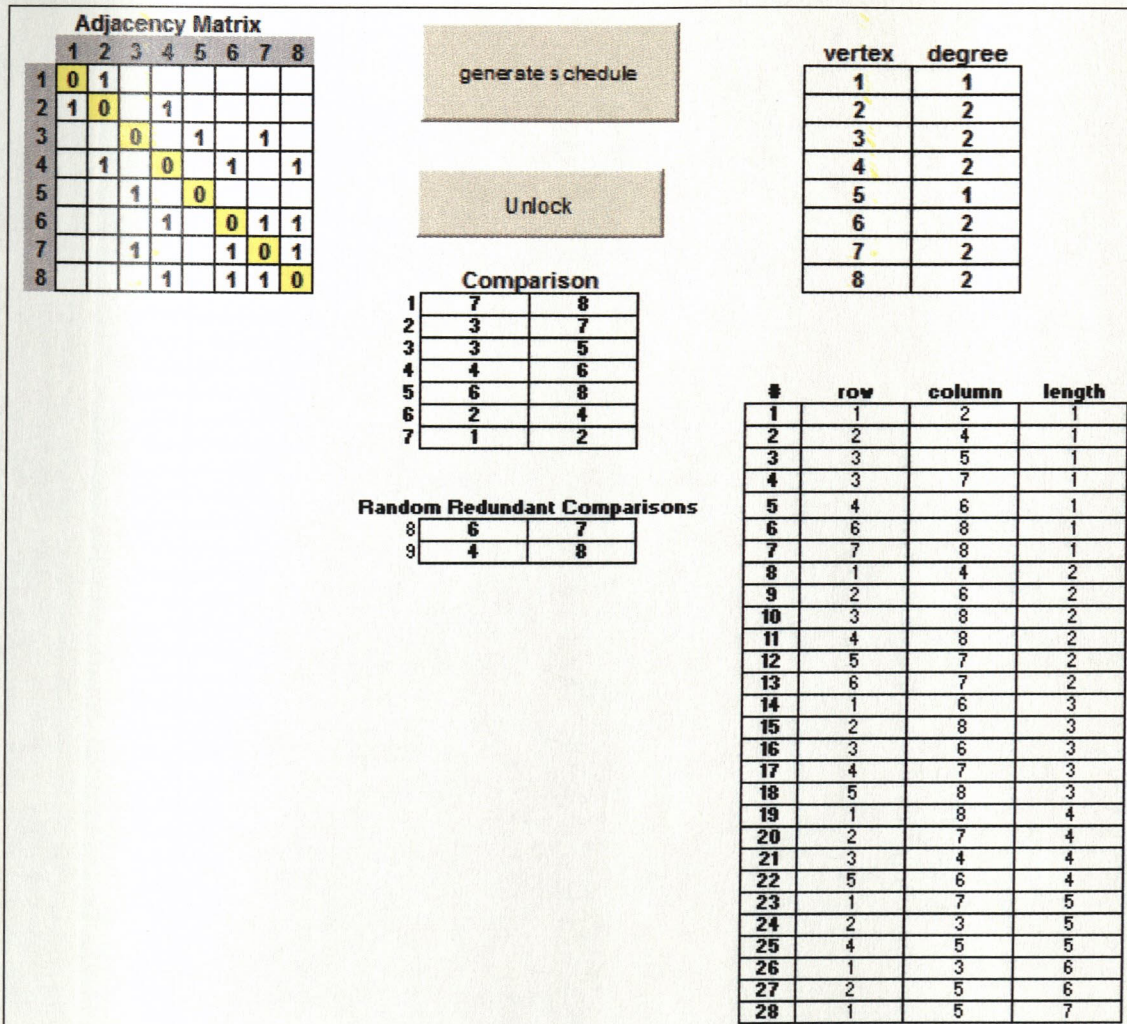 Adjacency Matrix
1 2 3 4 5 6 7 8
1 0 1
2 1 0 1
3 0 1 1
4 1 0 1 1
5 1 0
6 1 0 1 1
7 1 1 0 1
8 1 1 1 0
generate schedule
Unlock
Comparison
1 7 8
2 3 7
3 3 5
4 4 6
5 6 8
6 2 4
7 1 2
Random Redundant Comparisons
8 6 7
9 4 8
vertex degree
1 1
2 2
3 2
4 2
5 1
6 2
7 2
8 2
# row column length
1 1 2 1
2 2 4 1
3 3 5 1
4 3 7 1
5 4 6 1
6 6 8 1
7 7 8 1
8 1 4 2
9 2 6 2
10 3 8 2
11 4 8 2
12 5 7 2
13 6 7 2
14 1 6 3
15 2 8 3
16 3 6 3
17 4 7 3
18 5 8 3
19 1 8 4
20 2 7 4
21 3 4 4
22 5 6 4
23 1 7 5
24 2 3 5
25 4 5 5
26 1 3 6
27 2 5 6
28 1 5 7